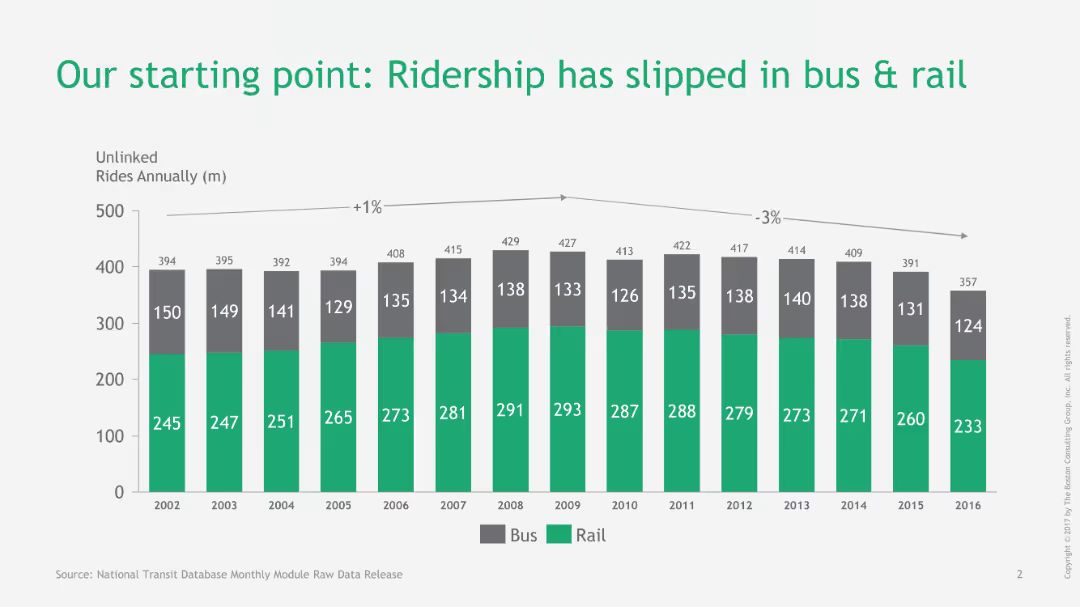 Our starting point: Ridership has slipped in bus & rail
Unlinked
Rides Annually (m)
+1%
-3%
500
400
300
200
100
0
394 395 392 394 408 415 429 427 413 422 417 414 409 391 357
150 149 141 129 135 134 138 133 126 135 138 140 138 131 124
245 247 251 265 273 281 291 293 287 288 279 273 271 260 233
2002 2003 2004 2005 2006 2007 2008 2009 2010 2011 2012 2013 2014 2015 2016
Bus Rail
Source: National Transit Database Monthly Module Raw Data Release
2
Copyright © 2017 by The Boston Consulting Group, Inc. All rights reserved.